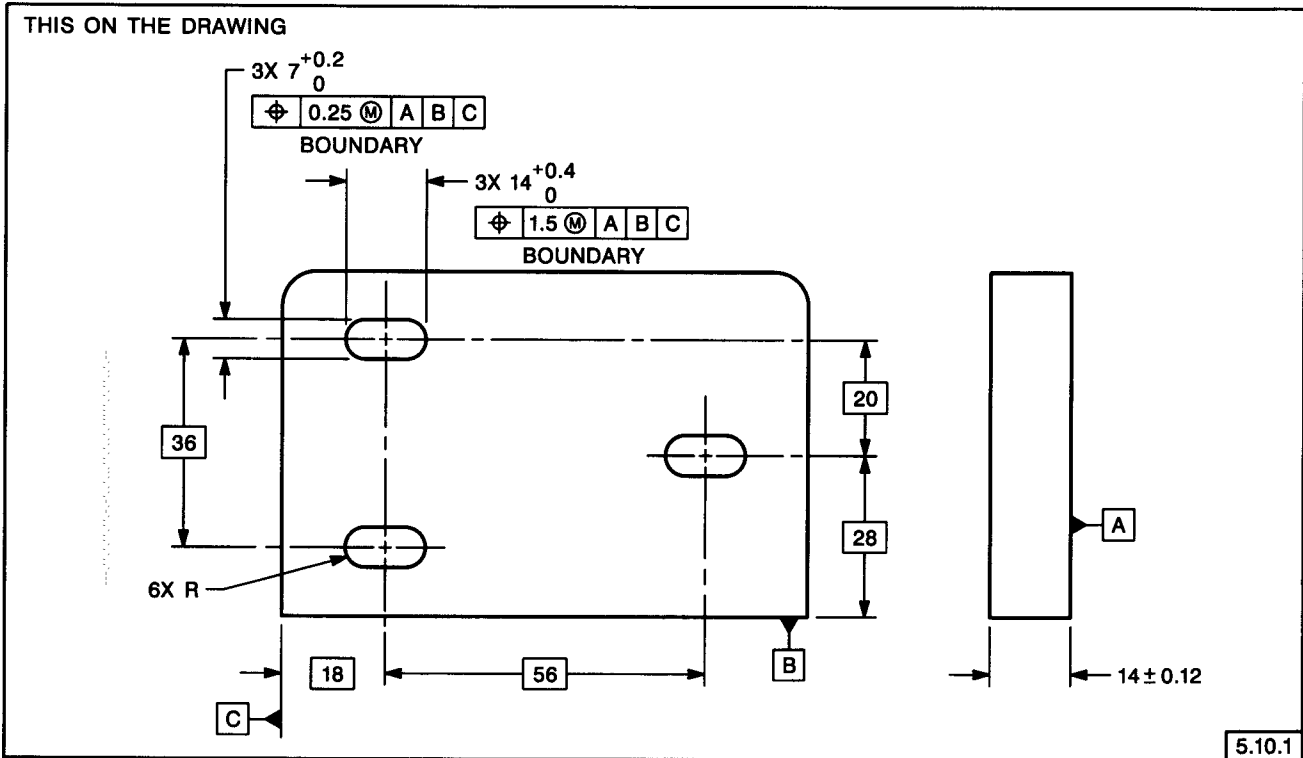 THIS ON THE DRAWING
3X 7 +0.2
0
⌖ 0.25 Ⓜ A B C
BOUNDARY
3X 14 +0.4
0
⌖ 1.5 Ⓜ A B C
BOUNDARY
20
36
28
A
6X R
B
18
56
14 ± 0.12
C
5.10.1